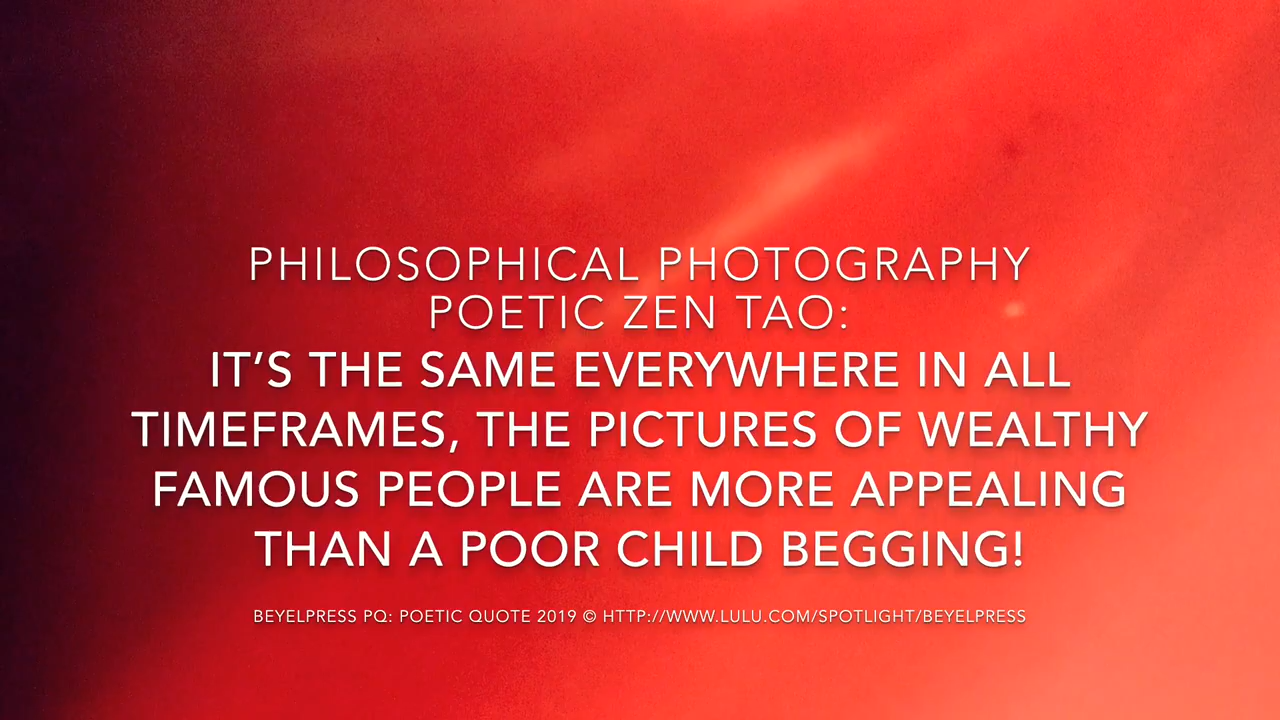 PHILOSOPHICAL PHOTOGRAPHY
POETIC ZEN TAO:
IT’S THE SAME EVERYWHERE IN ALL
TIMEFRAMES, THE PICTURES OF WEALTHY
FAMOUS PEOPLE ARE MORE APPEALING
THAN A POOR CHILD BEGGING!
BEYELPRESS PQ: POETIC QUOTE 2019 © HTTP://WWW.LULU.COM/SPOTLIGHT/BEYELPRESS